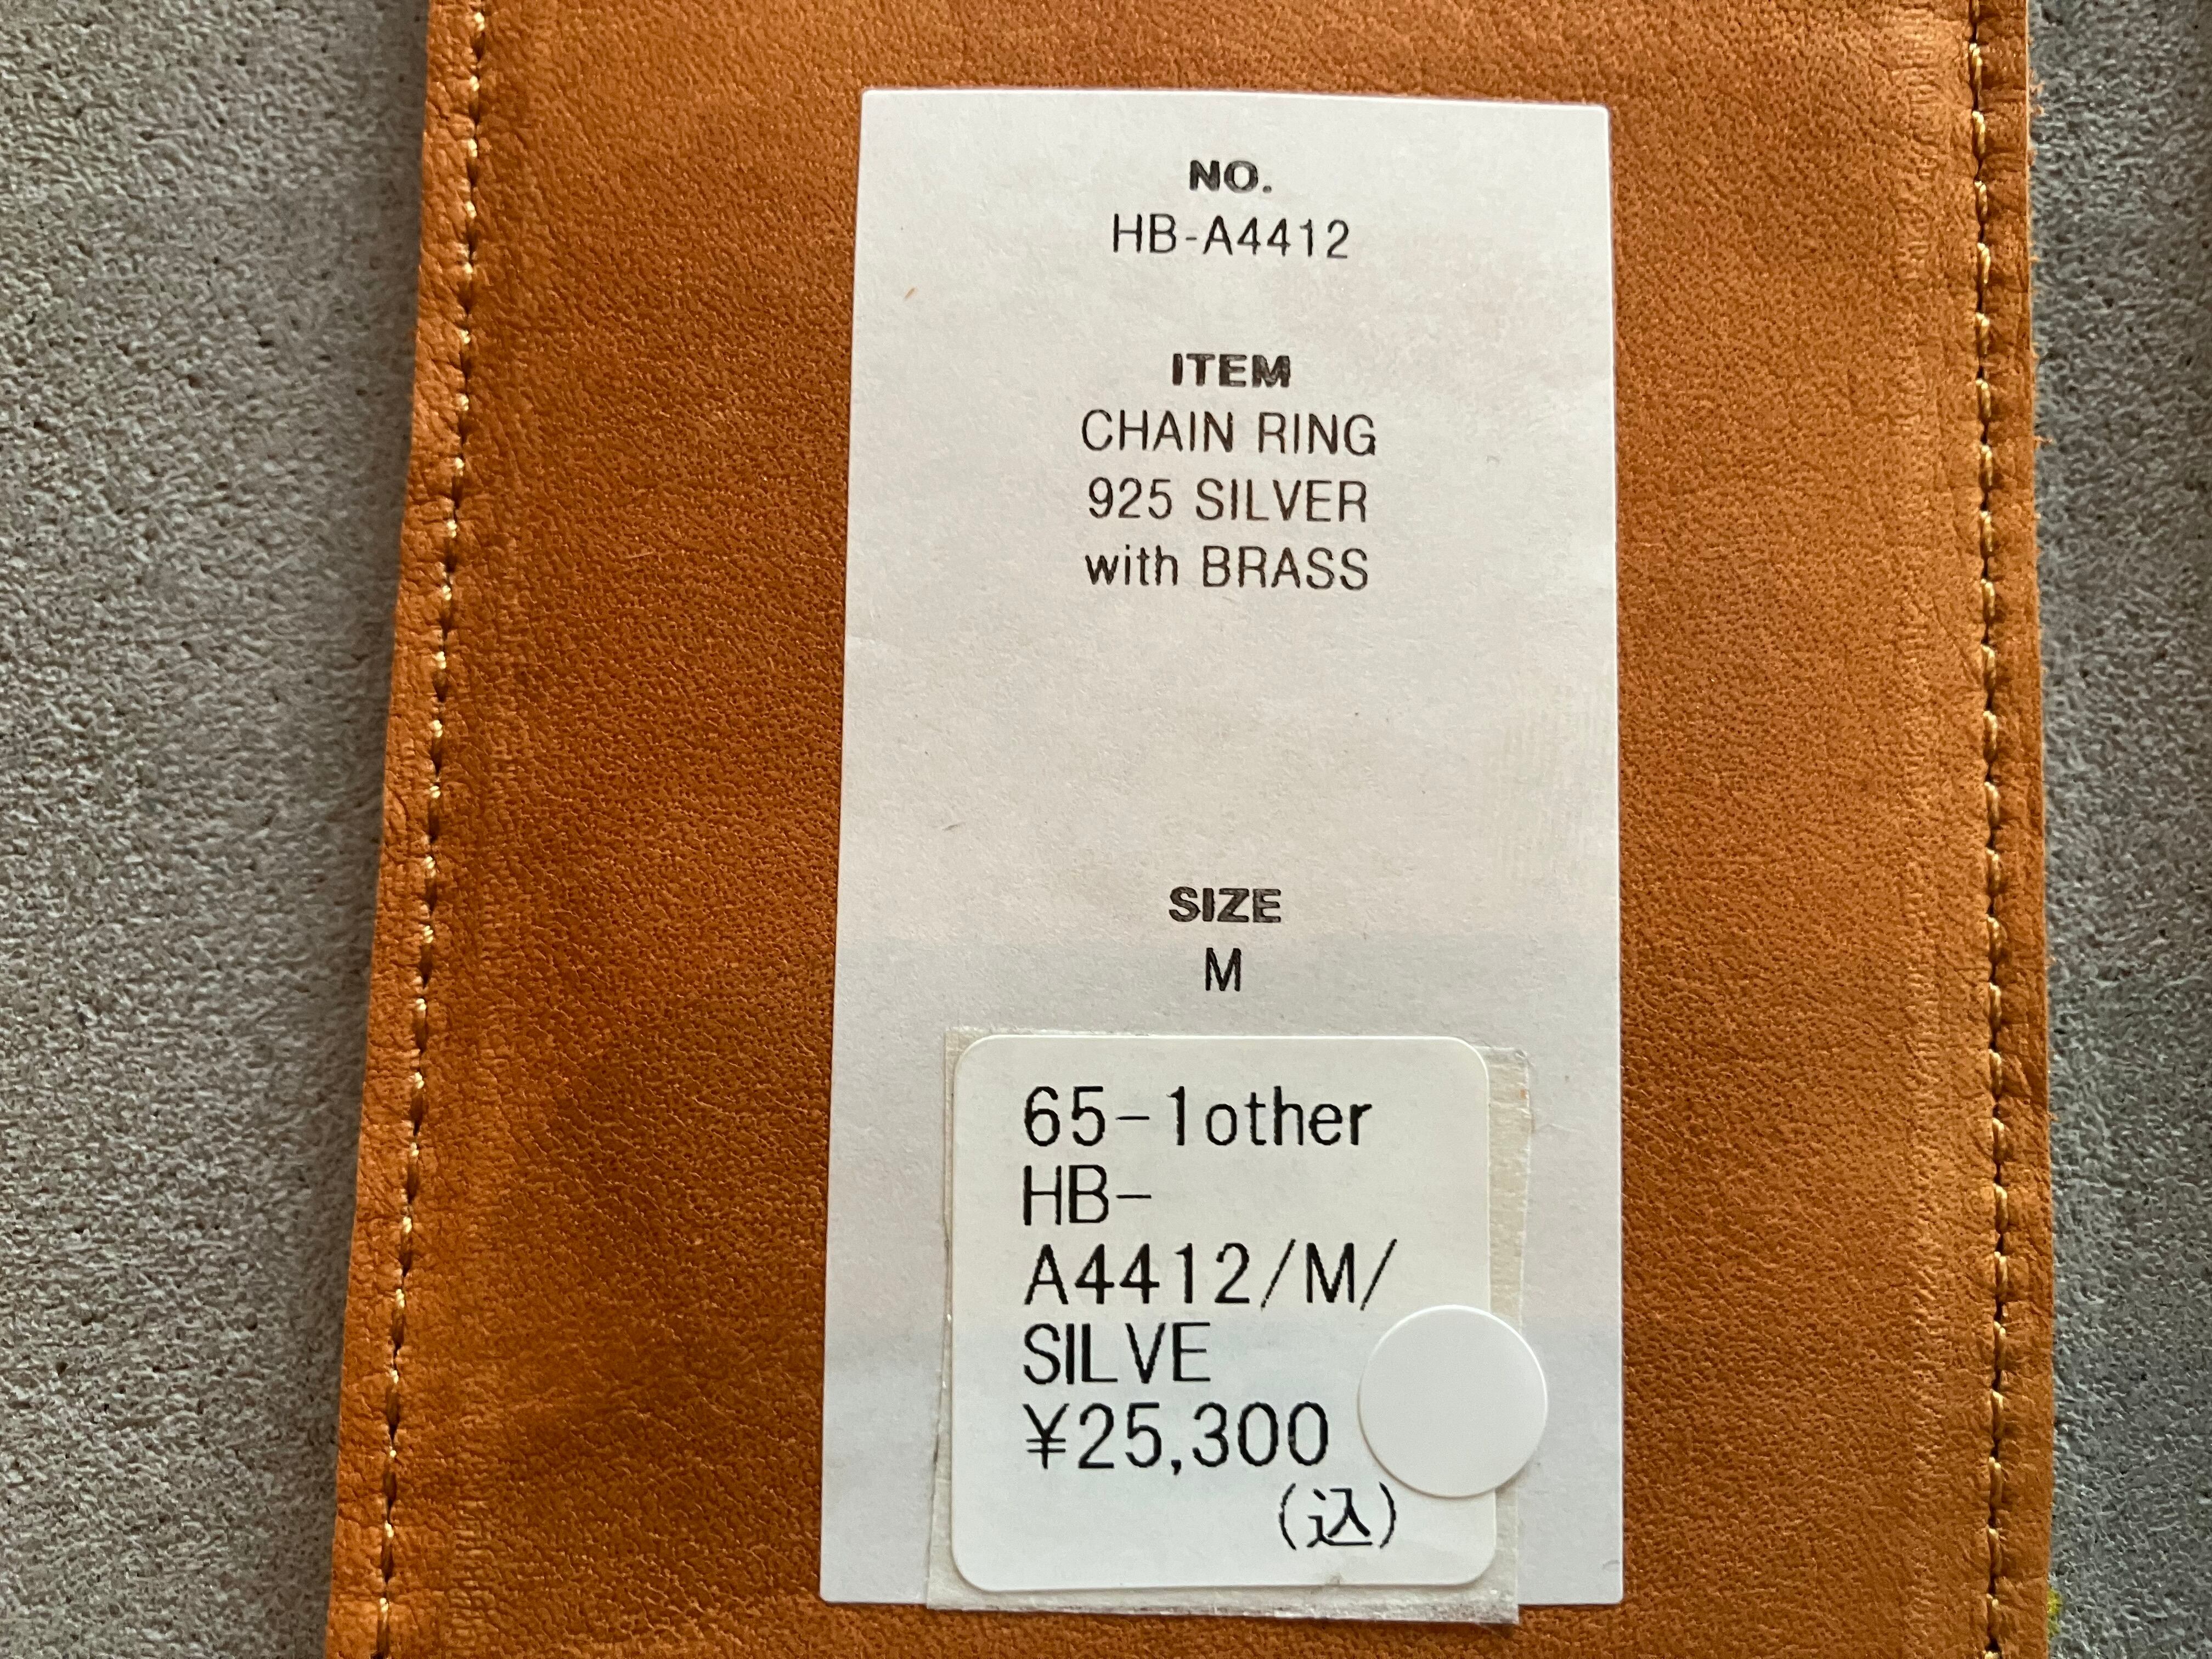 NO.
HB-A4412
ITEM
CHAIN RING
925 SILVER
with BRASS
SIZE
M
65-1other
HB-
A4412/M/
SILVE
¥25,300
(込)